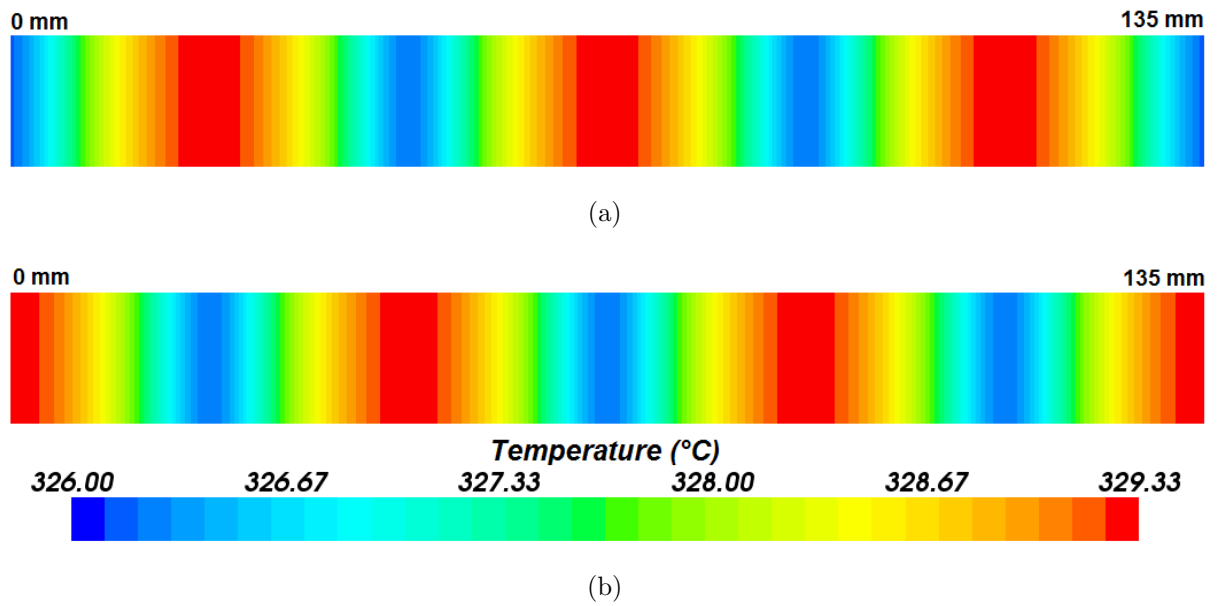 0 mm 135 mm
(a)
0 mm 135 mm
Temperature (°C)
326.00 326.67 327.33 328.00 328.67 329.33
(b)